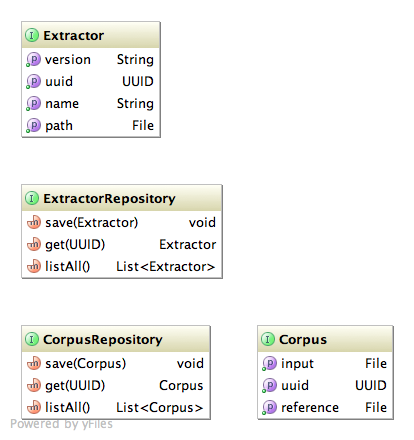 I Extractor
p version String
p uuid UUID
p name String
p path File
I ExtractorRepository
m save(Extractor) void
m get(UUID) Extractor
m listAll() List<Extractor>
I CorpusRepository
m save(Corpus) void
m get(UUID) Corpus
m listAll() List<Corpus>
I Corpus
p input File
p uuid UUID
p reference File
Powered by yFiles